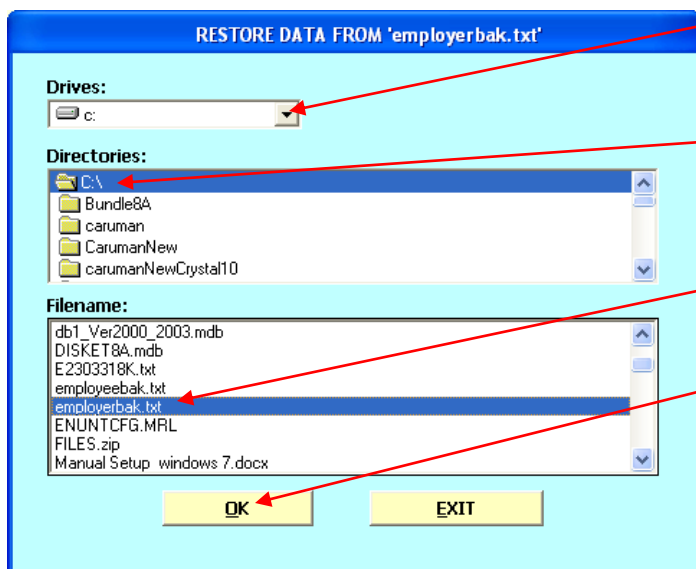 RESTORE DATA FROM 'employerbak.txt'
Drives:
c:
Directories:
C:\
Bundle8A
caruman
CarumanNew
carumanNewCrystal10
Filename:
db1_Ver2000_2003.mdb
DISKET8A.mdb
E2303318K.txt
employeebak.txt
employerbak.txt
ENUNTCFG.MRL
FILES.zip
Manual Setup windows 7.docx
OK
EXIT